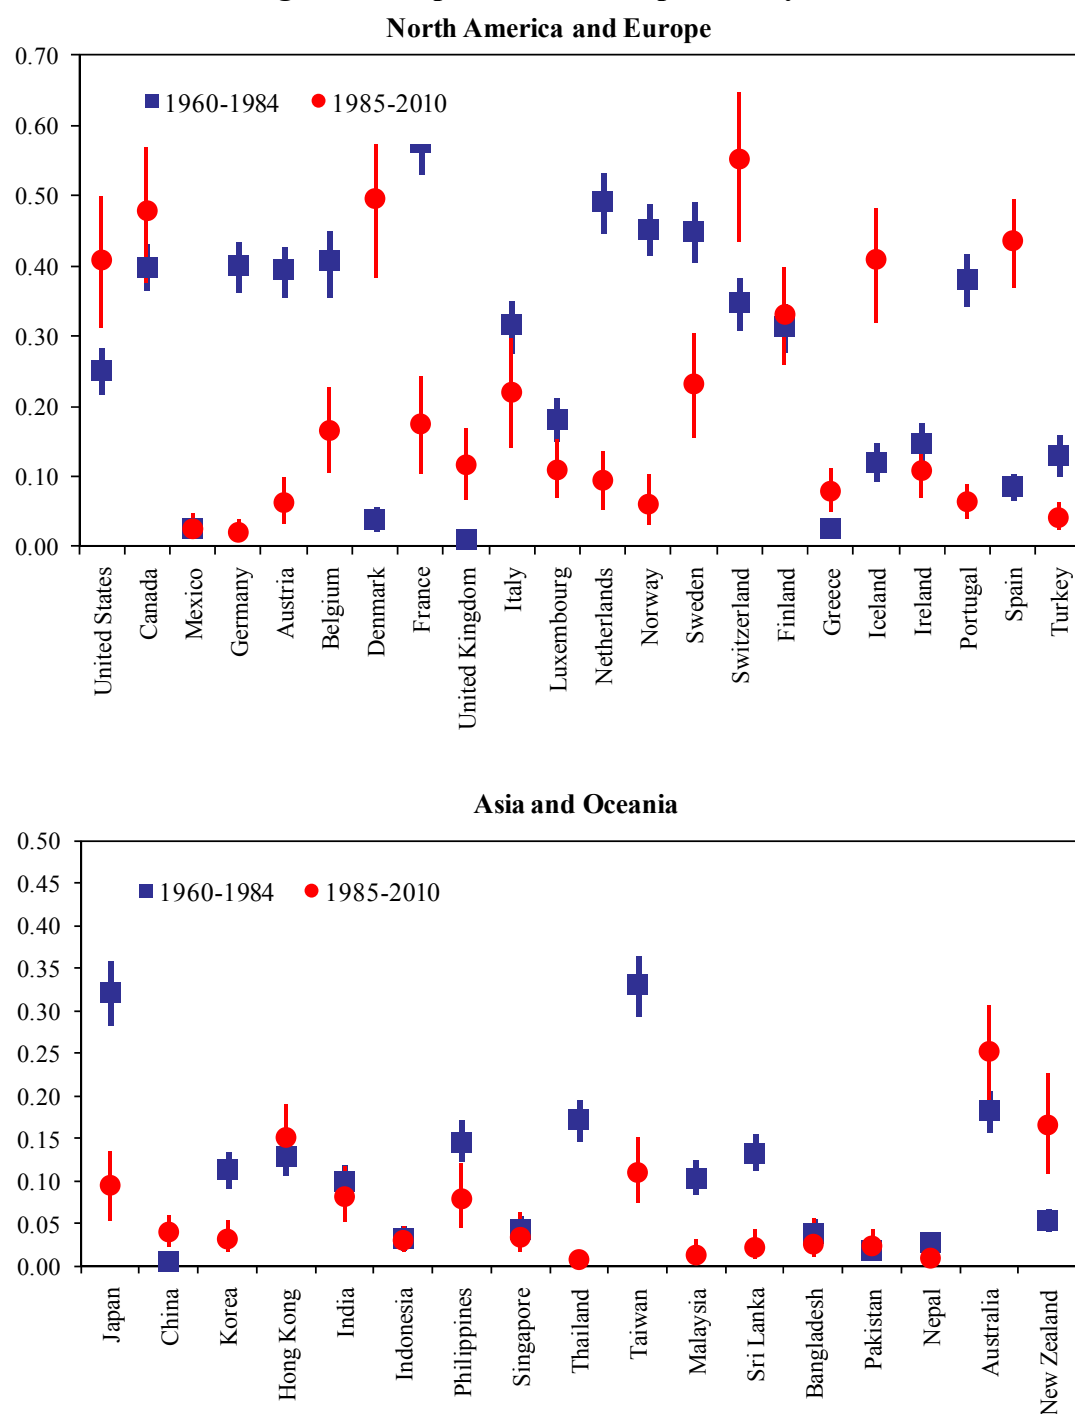 North America and Europe
0.70
1960-1984 1985-2010
0.60
0.50
0.40
0.30
0.20
0.10
0.00
United States
Canada
Mexico
Germany
Austria
Belgium
Denmark
France
United Kingdom
Italy
Luxembourg
Netherlands
Norway
Sweden
Switzerland
Finland
Greece
Iceland
Ireland
Portugal
Spain
Turkey
Asia and Oceania
0.50
0.45
1960-1984 1985-2010
0.40
0.35
0.30
0.25
0.20
0.15
0.10
0.05
0.00
Japan
China
Korea
Hong Kong
India
Indonesia
Philippines
Singapore
Thailand
Taiwan
Malaysia
Sri Lanka
Bangladesh
Pakistan
Nepal
Australia
New Zealand